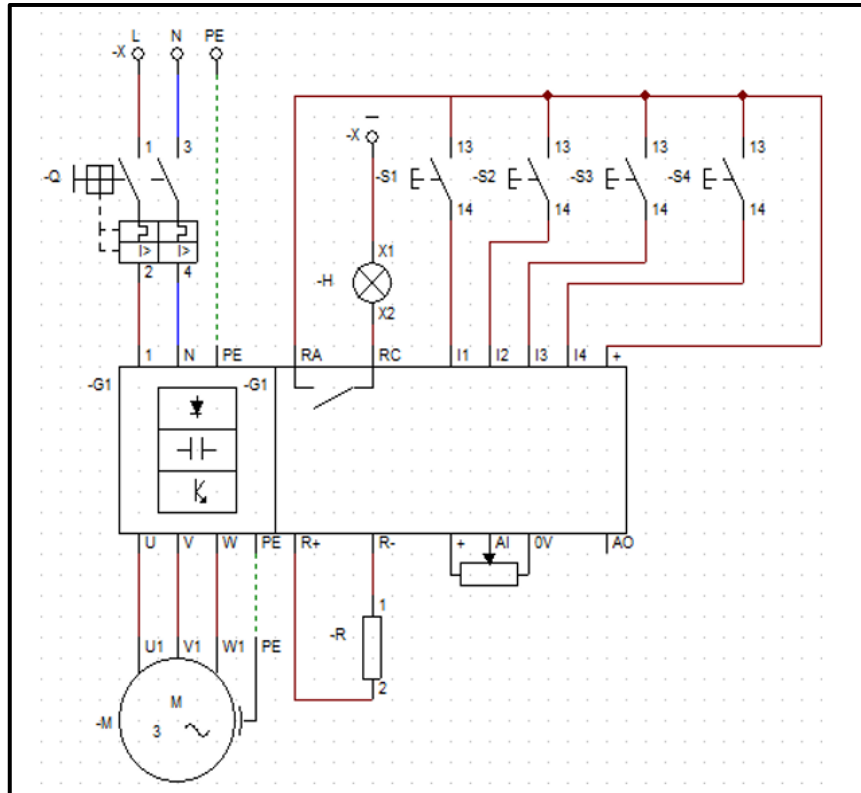 L N PE
-X
–
-X
1 3
13 13 13 13
-Q
-S1 -S2 -S3 -S4
14 14 14 14
I> I>
2 4
X1
-H
X2
1 N PE RA RC I1 I2 I3 I4 +
-G1 -G1
U V W PE R+ R- + AI 0V AO
1
-R
2
U1 V1 W1 PE
M
-M
3